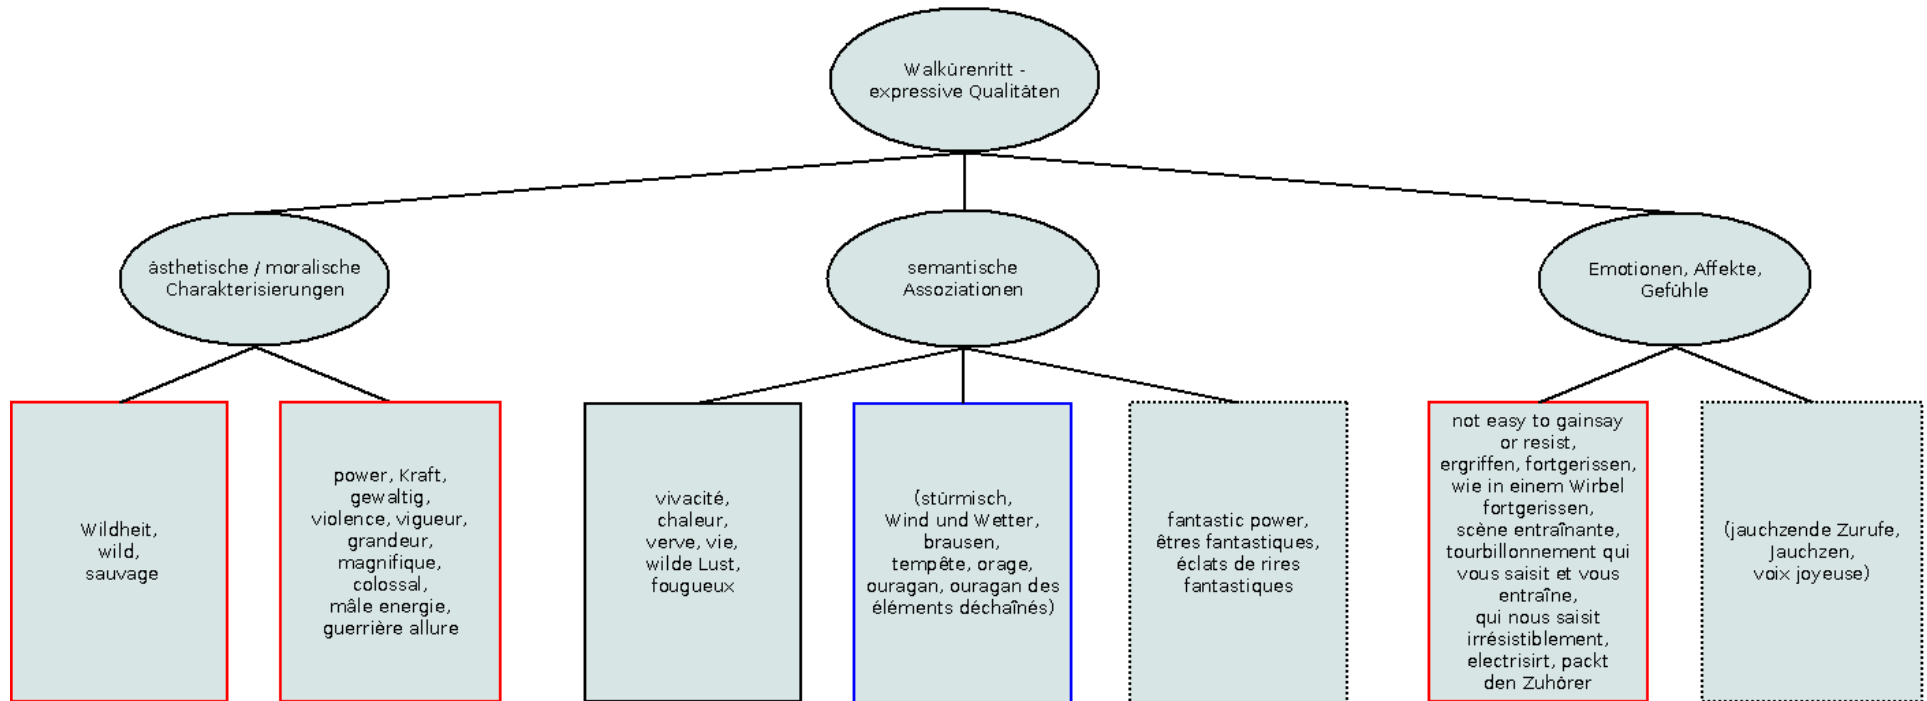 Walkürenritt -
expressive Qualitäten
ästhetische / moralische
Charakterisierungen
semantische
Assoziationen
Emotionen, Affekte,
Gefühle
Wildheit,
wild,
sauvage
power, Kraft,
gewaltig,
violence, vigueur,
grandeur,
magnifique,
colossal,
mâle energie,
guerrière allure
vivacité,
chaleur,
verve, vie,
wilde Lust,
fougueux
(stürmisch,
Wind und Wetter,
brausen,
tempête, orage,
ouragan, ouragan des
éléments déchaînés)
fantastic power,
êtres fantastiques,
éclats de rires
fantastiques
not easy to gainsay
or resist,
ergriffen, fortgerissen,
wie in einem Wirbel
fortgerissen,
scène entraînante,
tourbillonnement qui
vous saisit et vous
entraîne,
qui nous saisit
irrésistiblement,
electrisirt, packt
den Zuhörer
(jauchzende Zurufe,
Jauchzen,
voix joyeuse)